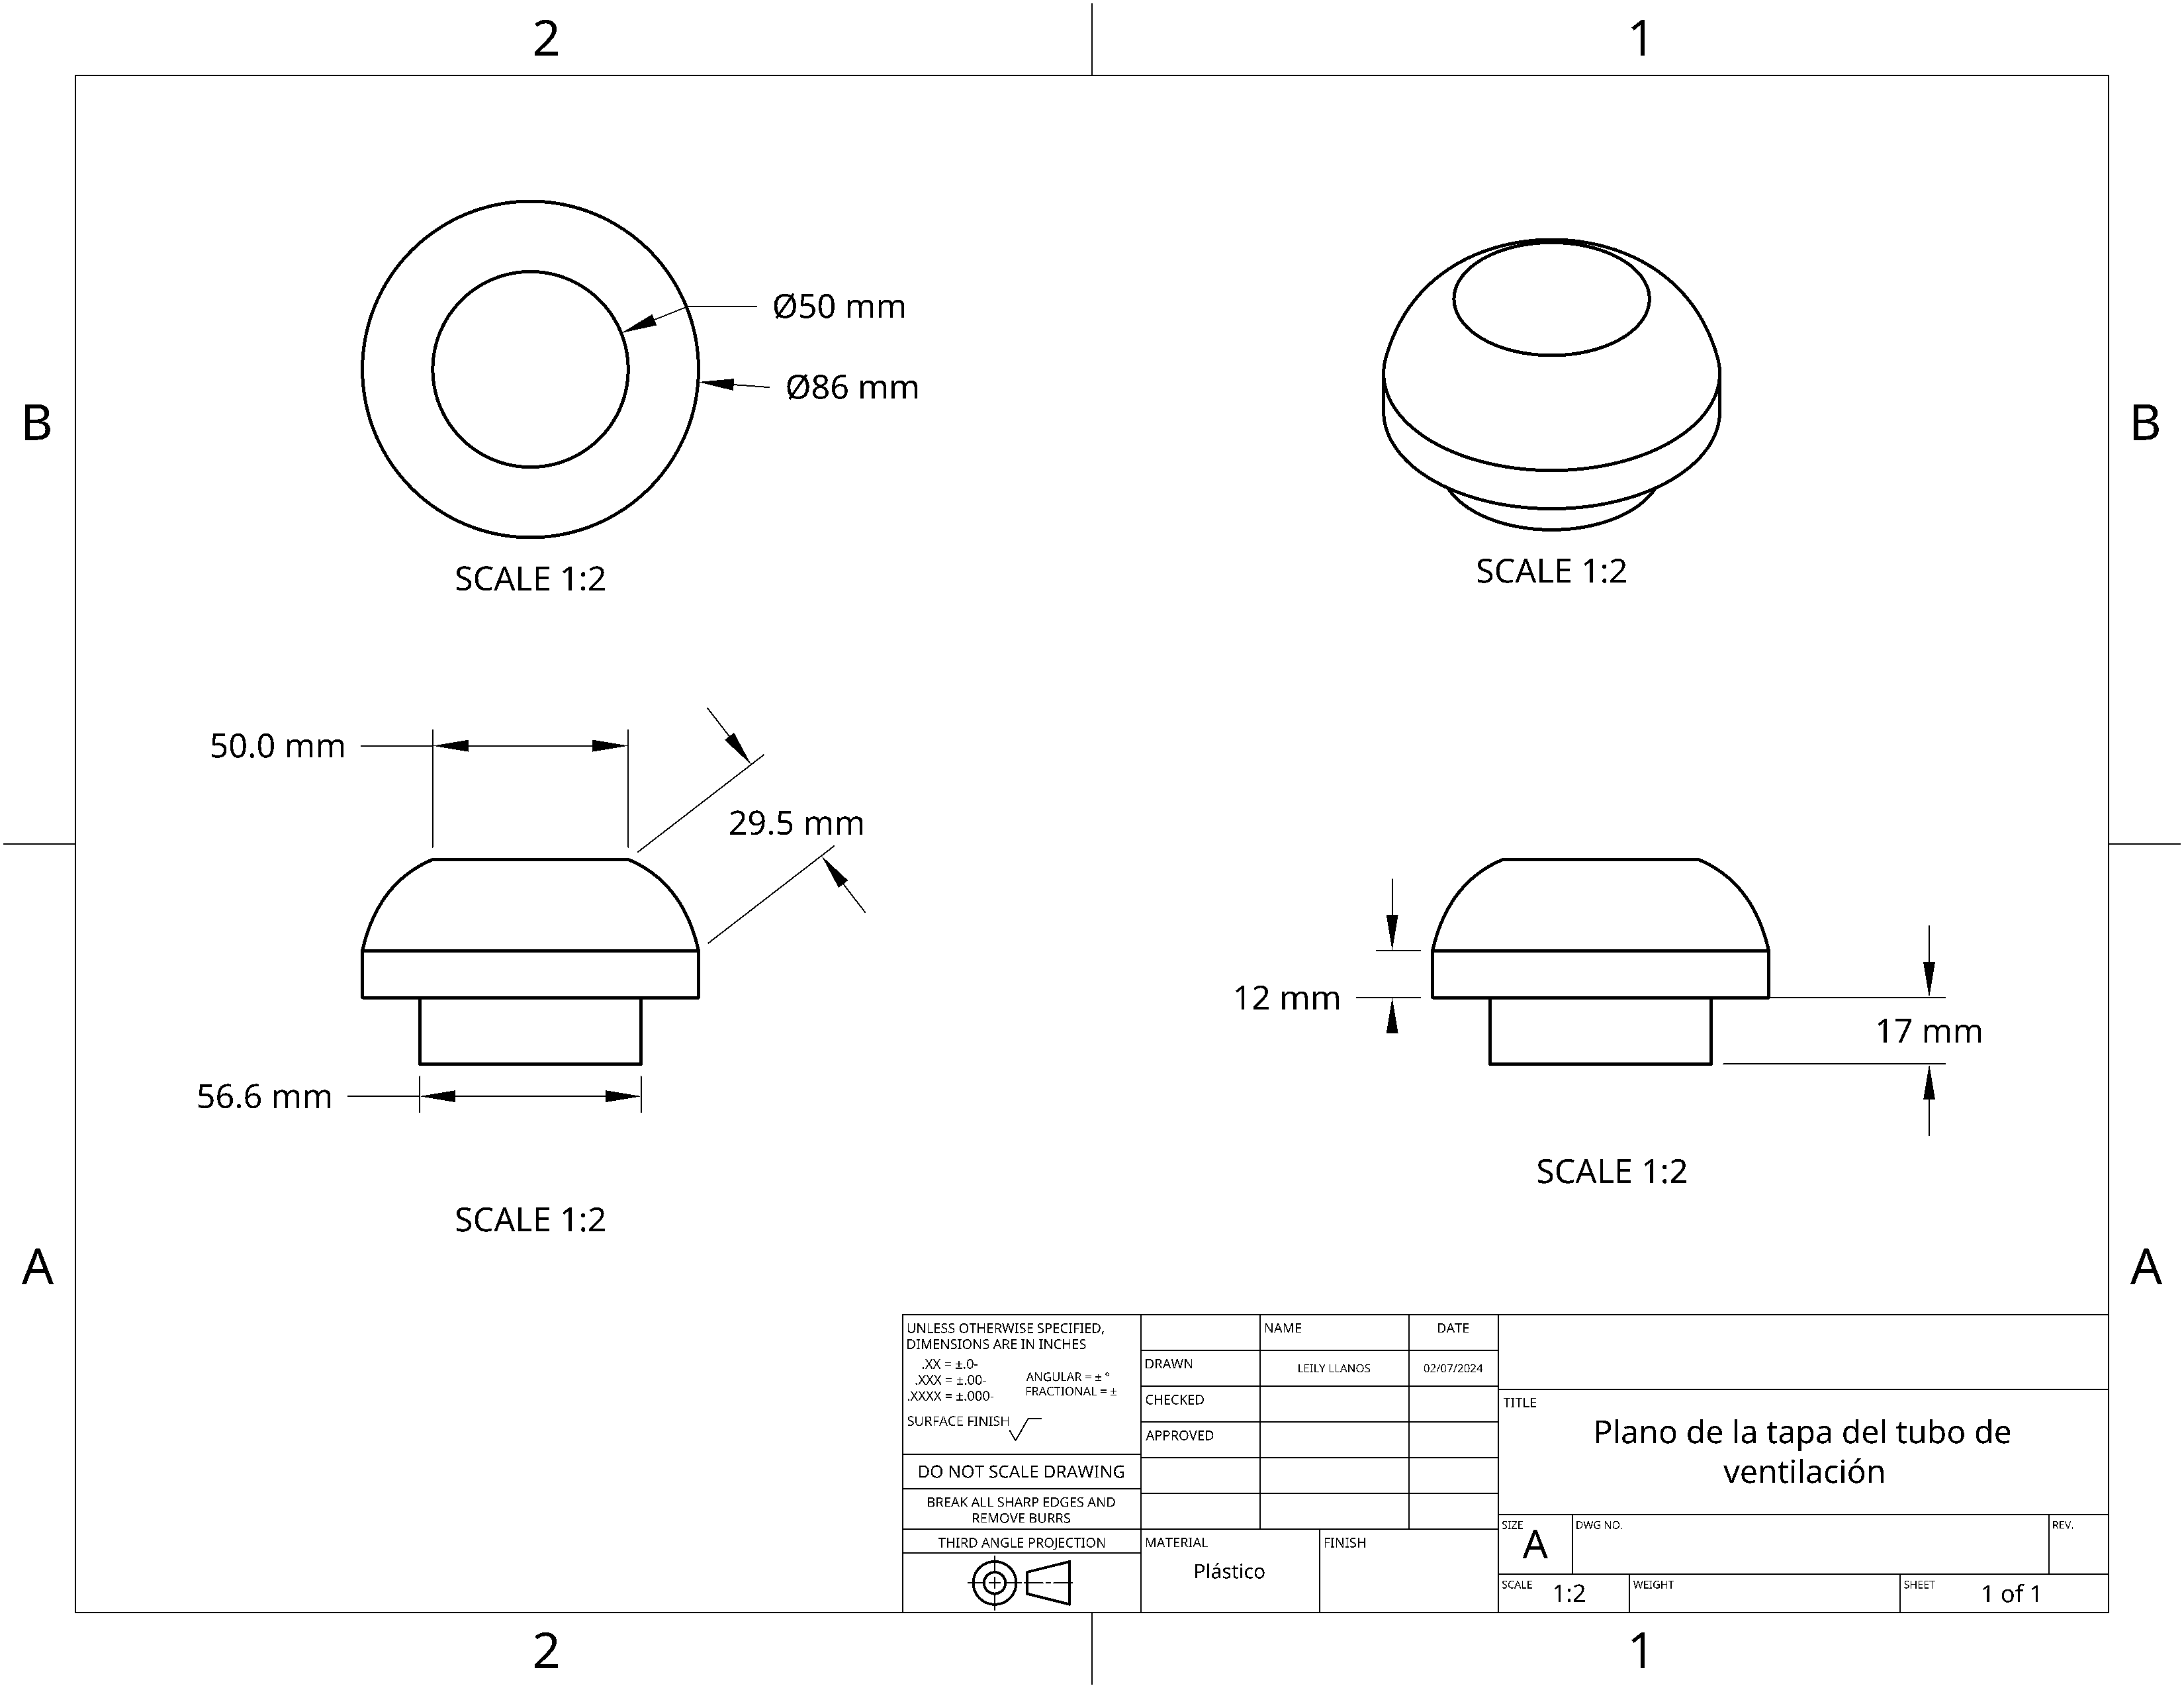 2
1
B
B
Ø50 mm
Ø86 mm
SCALE 1:2
SCALE 1:2
50.0 mm
29.5 mm
56.6 mm
SCALE 1:2
12 mm
17 mm
SCALE 1:2
A
A
UNLESS OTHERWISE SPECIFIED,
DIMENSIONS ARE IN INCHES
.XX = ±.0-
.XXX = ±.00-
.XXXX = ±.000-
ANGULAR = ± °
FRACTIONAL = ±
SURFACE FINISH
DO NOT SCALE DRAWING
BREAK ALL SHARP EDGES AND
REMOVE BURRS
THIRD ANGLE PROJECTION
NAME
DATE
DRAWN
LEILY LLANOS
02/07/2024
CHECKED
APPROVED
MATERIAL
Plástico
FINISH
TITLE
Plano de la tapa del tubo de
ventilación
SIZE
A
DWG NO.
REV.
SCALE
1:2
WEIGHT
SHEET
1 of 1
2
1